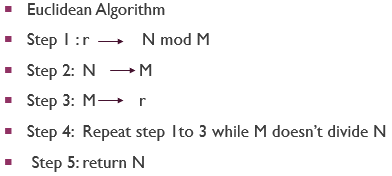 ▪ Euclidean Algorithm
▪ Step 1 : r ⟶ N mod M
▪ Step 2: N ⟶ M
▪ Step 3: M ⟶ r
▪ Step 4: Repeat step 1to 3 while M doesn't divide N
▪ Step 5: return N